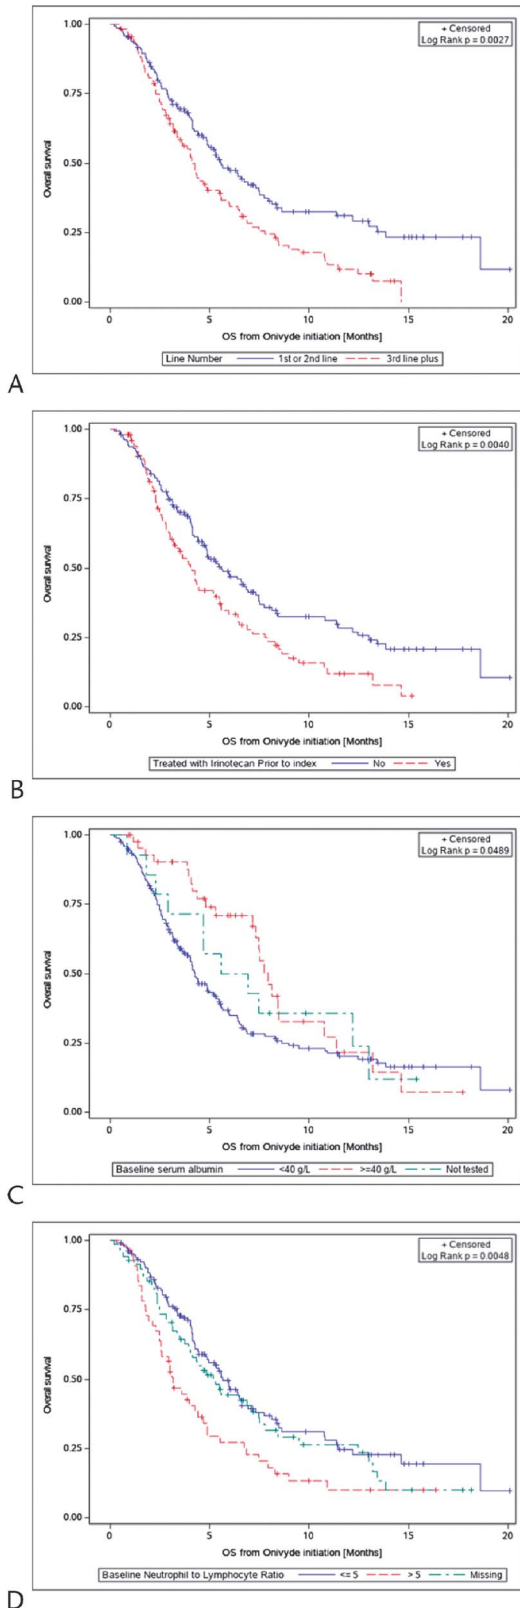 1.00
0.75
0.50
0.25
0.00
Overall survival
+ Censored
Log Rank p = 0.0027
0 5 10 15 20
OS from Onivyde initiation [Months]
Line Number 1st or 2nd line 3rd line plus
A
1.00
0.75
0.50
0.25
0.00
Overall survival
+ Censored
Log Rank p = 0.0040
0 5 10 15 20
OS from Onivyde initiation [Months]
Treated with Irinotecan Prior to index No Yes
B
1.00
0.75
0.50
0.25
0.00
Overall survival
+ Censored
Log Rank p = 0.0489
0 5 10 15 20
OS from Onivyde initiation [Months]
Baseline serum albumin <40 g/L >=40 g/L Not tested
C
1.00
0.75
0.50
0.25
0.00
Overall survival
+ Censored
Log Rank p = 0.0048
0 5 10 15 20
OS from Onivyde initiation [Months]
Baseline Neutrophil to Lymphocyte Ratio <= 5 > 5 Missing
D